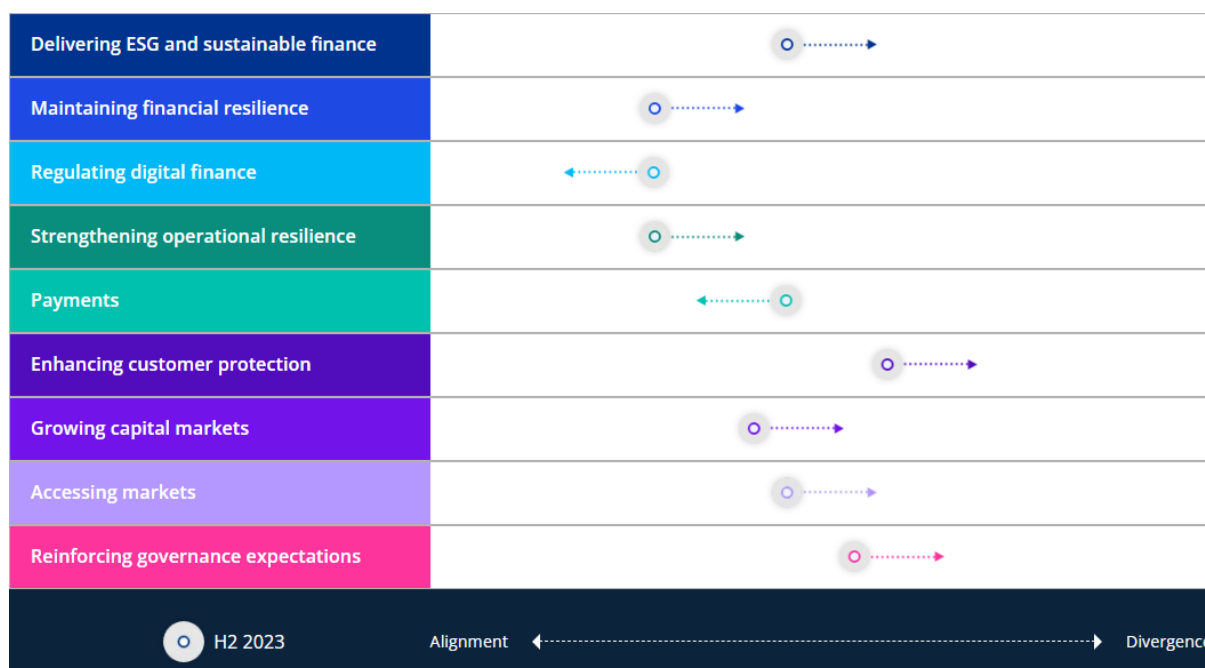 Delivering ESG and sustainable finance
Maintaining financial resilience
Regulating digital finance
Strengthening operational resilience
Payments
Enhancing customer protection
Growing capital markets
Accessing markets
Reinforcing governance expectations
H2 2023 Alignment Divergence